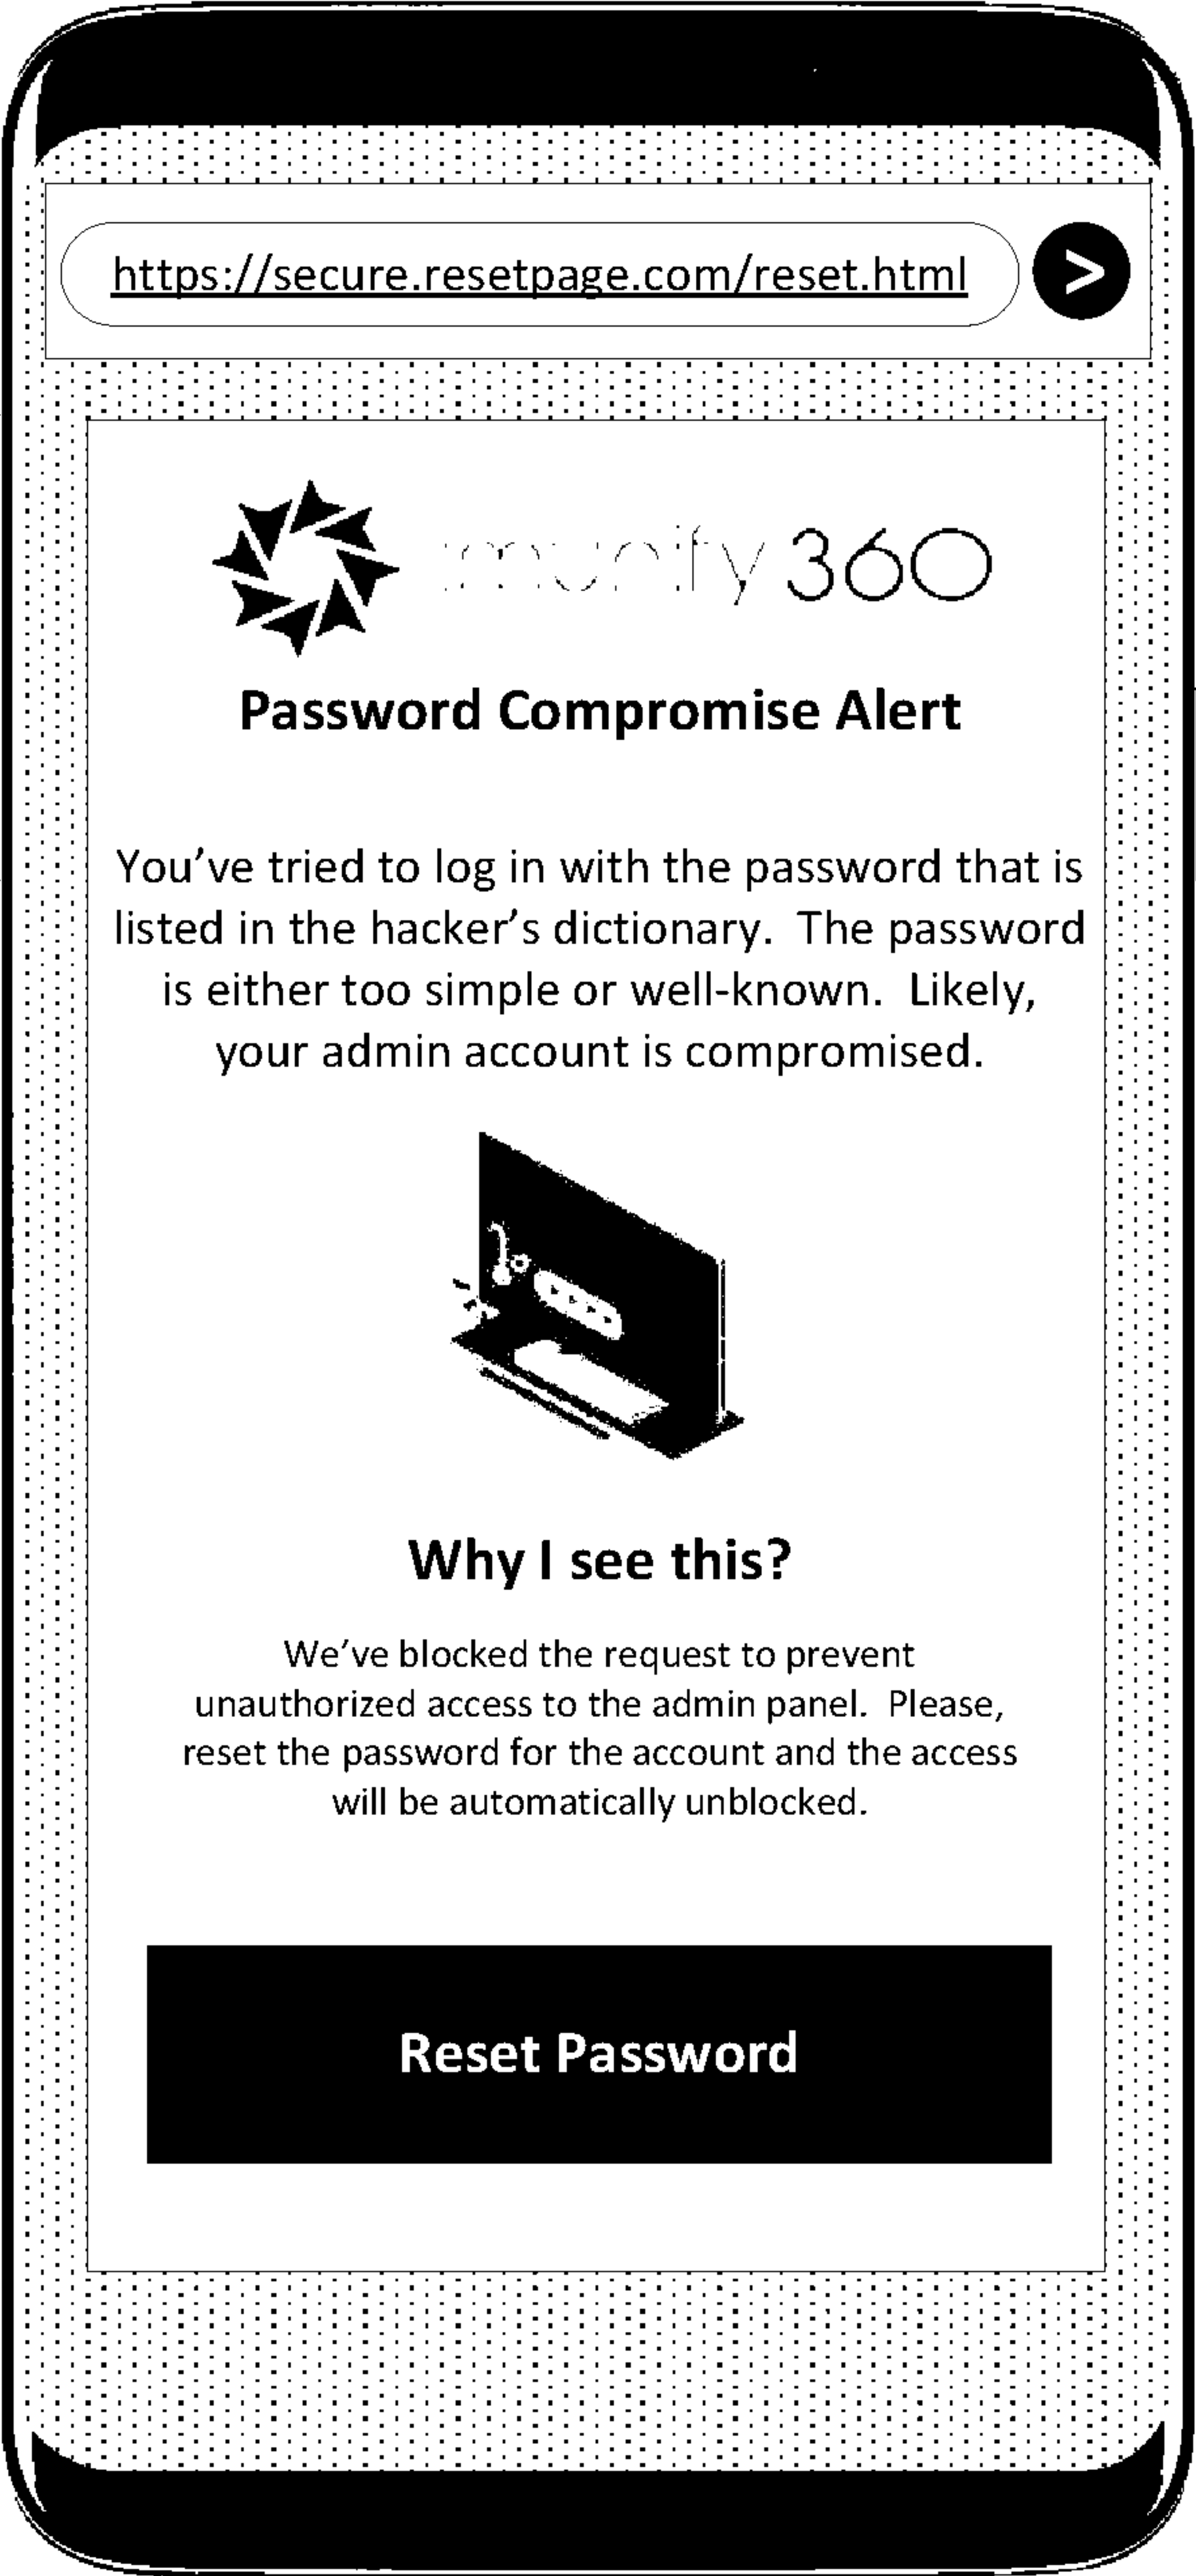 https://secure.resetpage.com/reset.html >
imunify 360
Password Compromise Alert
You’ve tried to log in with the password that is
listed in the hacker’s dictionary.  The password
is either too simple or well-known.  Likely,
your admin account is compromised.
Why I see this?
We’ve blocked the request to prevent
unauthorized access to the admin panel.  Please,
reset the password for the account and the access
will be automatically unblocked.
Reset Password